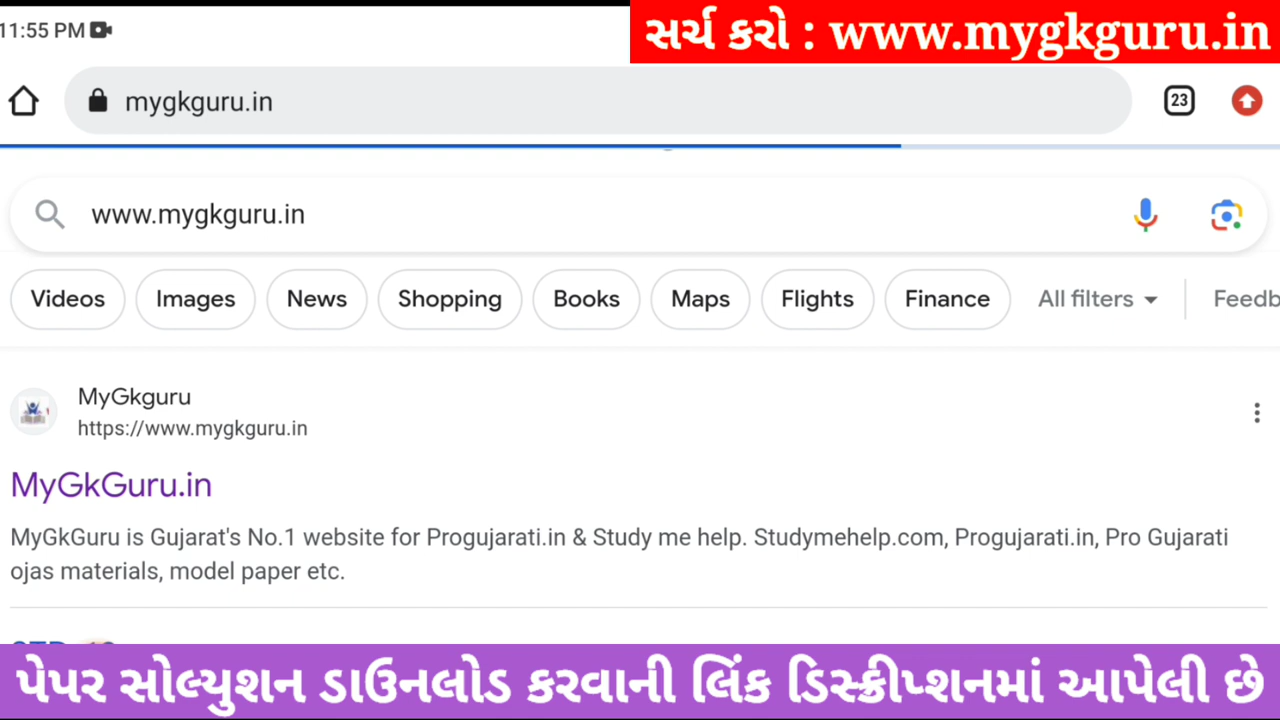 11:55 PM
સર્ચ કરો : www.mygkguru.in
mygkguru.in
23
www.mygkguru.in
Videos
Images
News
Shopping
Books
Maps
Flights
Finance
All filters
Feedb
MyGkguru
https://www.mygkguru.in
MyGkGuru.in
MyGkGuru is Gujarat's No.1 website for Progujarati.in & Study me help. Studymehelp.com, Progujarati.in, Pro Gujarati
ojas materials, model paper etc.
પેપર સોલ્યુશન ડાઉનલોડ કરવાની લિંક ડિસ્ક્રીપ્શનમાં આપેલી છે